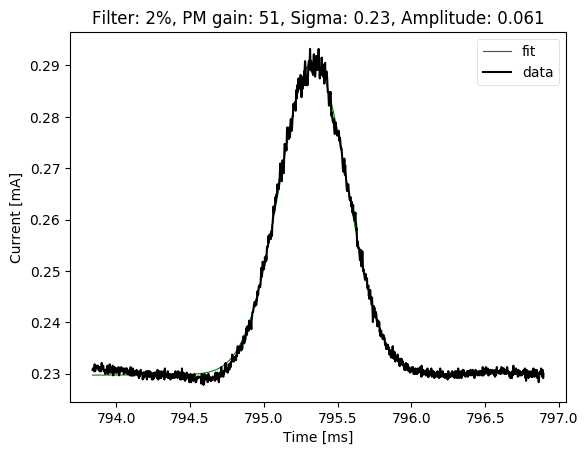 Filter: 2%, PM gain: 51, Sigma: 0.23, Amplitude: 0.061
fit
data
0.29
0.28
0.27
0.26
0.25
0.24
0.23
Current [mA]
794.0 794.5 795.0 795.5 796.0 796.5 797.0
Time [ms]